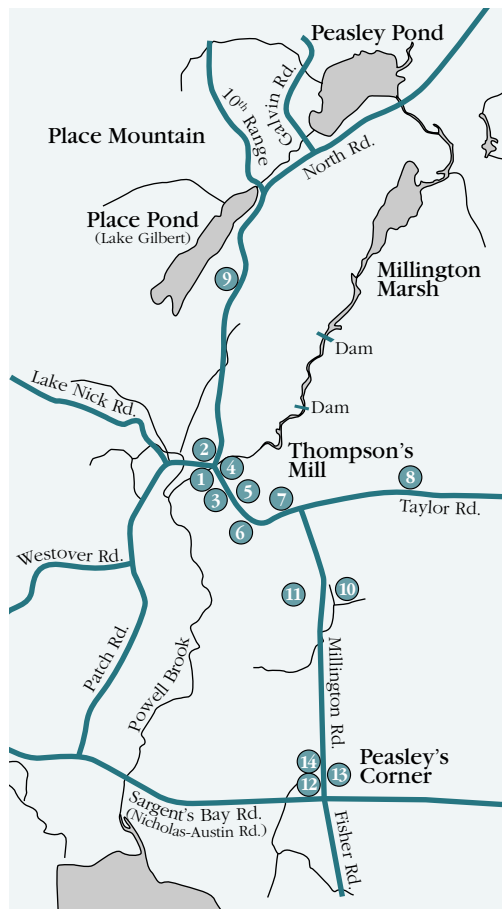 Peasley Pond
Galvin Rd.
10th Range
Place Mountain
North Rd.
Place Pond
(Lake Gilbert)
Millington
Marsh
9
Dam
Lake Nick Rd.
Dam
2
Thompson's
Mill
4
1
3
5
7
8
Taylor Rd.
6
Westover Rd.
11
10
Patch Rd.
Powell Brook
Millington Rd.
Peasley's
Corner
14
13
12
Sargent's Bay Rd.
(Nicholas-Austin Rd.)
Fisher Rd.